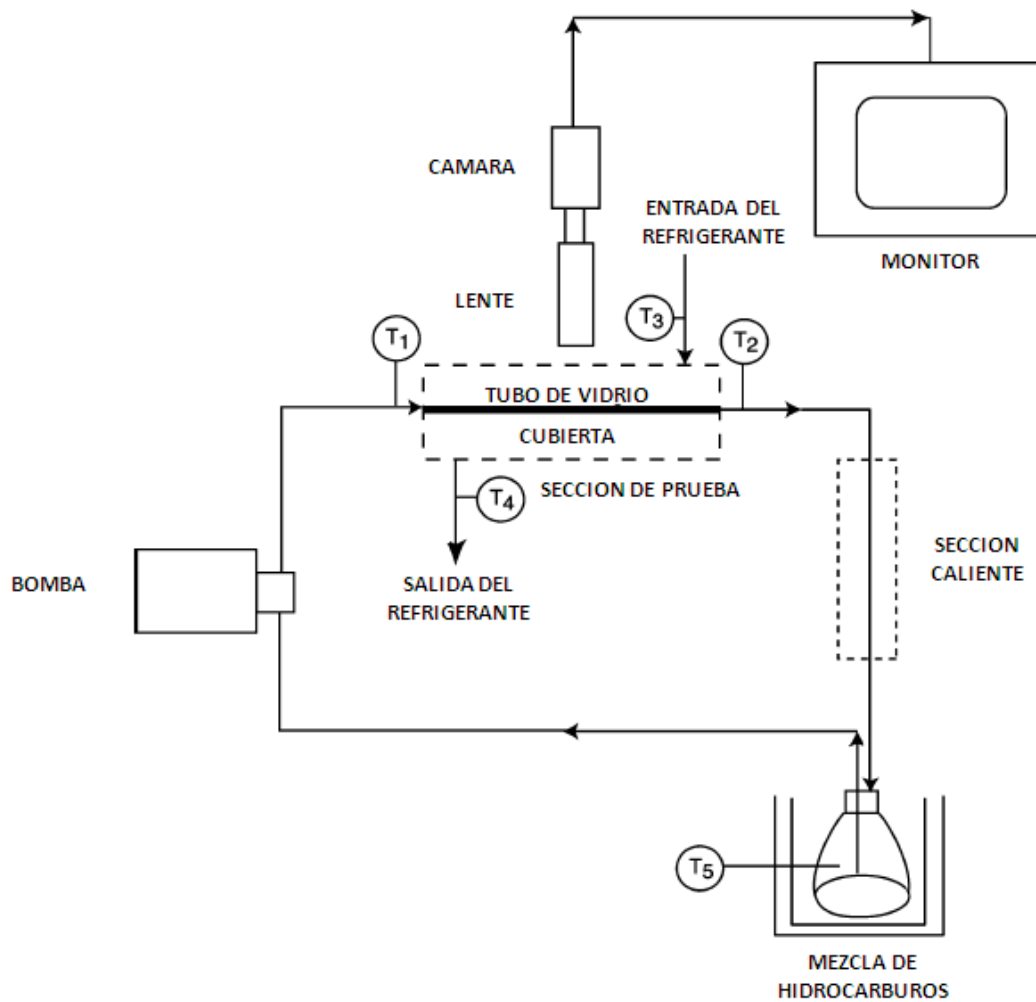 CAMARA
ENTRADA DEL
REFRIGERANTE
MONITOR
LENTE
T3
T1
T2
TUBO DE VIDRIO
CUBIERTA
T4
SECCION DE PRUEBA
SECCION
CALIENTE
BOMBA
SALIDA DEL
REFRIGERANTE
T5
MEZCLA DE
HIDROCARBUROS